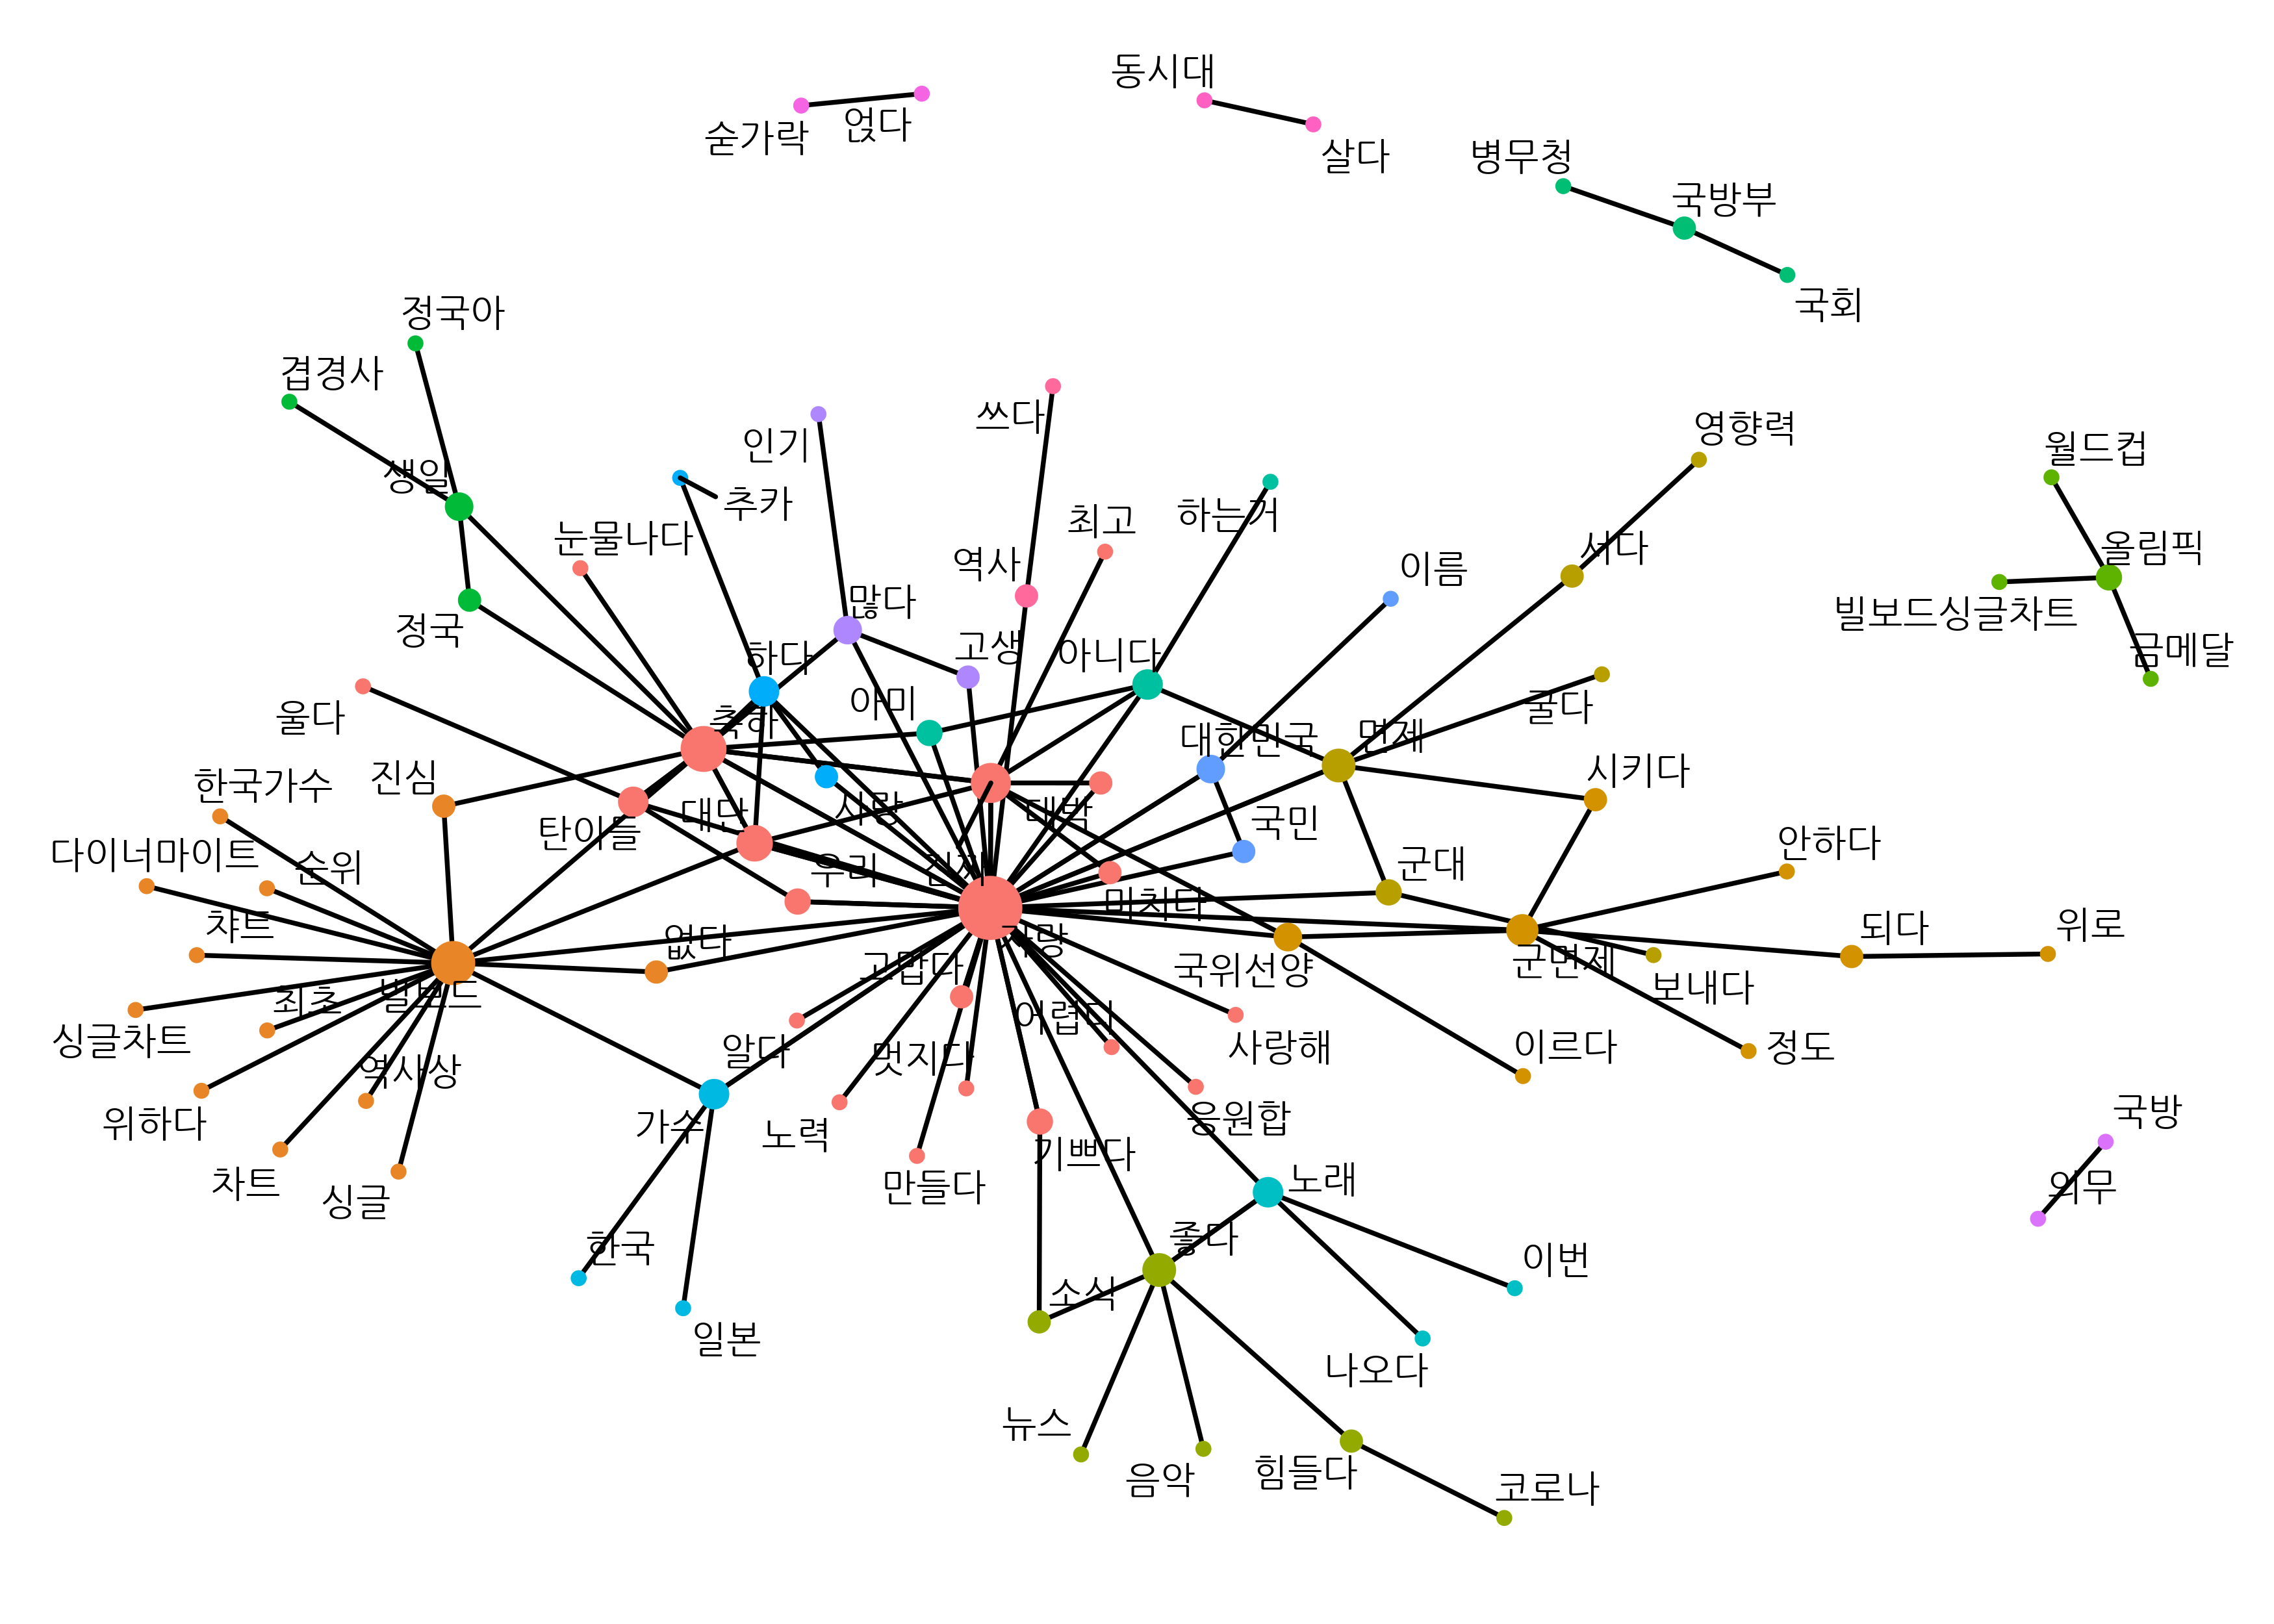 동시대
숟가락
얹다
살다
병무청
국방부
국회
정국아
겹경사
쓰다
인기
영향력
월드컵
생일
추카
하는거
최고
눈물나다
서다
올림픽
역사
이름
많다
빌보드싱글차트
정국
고생
아니다
하다
금메달
울다
아미
축하
대한민국
면제
굴다
한국가수
진심
시키다
사랑
대박
대단
탄이들
국민
다이너마이트
순위
우리
진짜
군대
안하다
미치다
챠트
없다
자랑
되다
위로
고맙다
국위선양
군면제
빌보드
최초
보내다
싱글차트
어렵다
알다
멋지다
사랑해
이르다
정도
역사상
위하다
가수
노력
응원합
국방
기쁘다
차트
싱글
만들다
노래
의무
한국
좋다
이번
소식
일본
나오다
뉴스
음악
힘들다
코로나